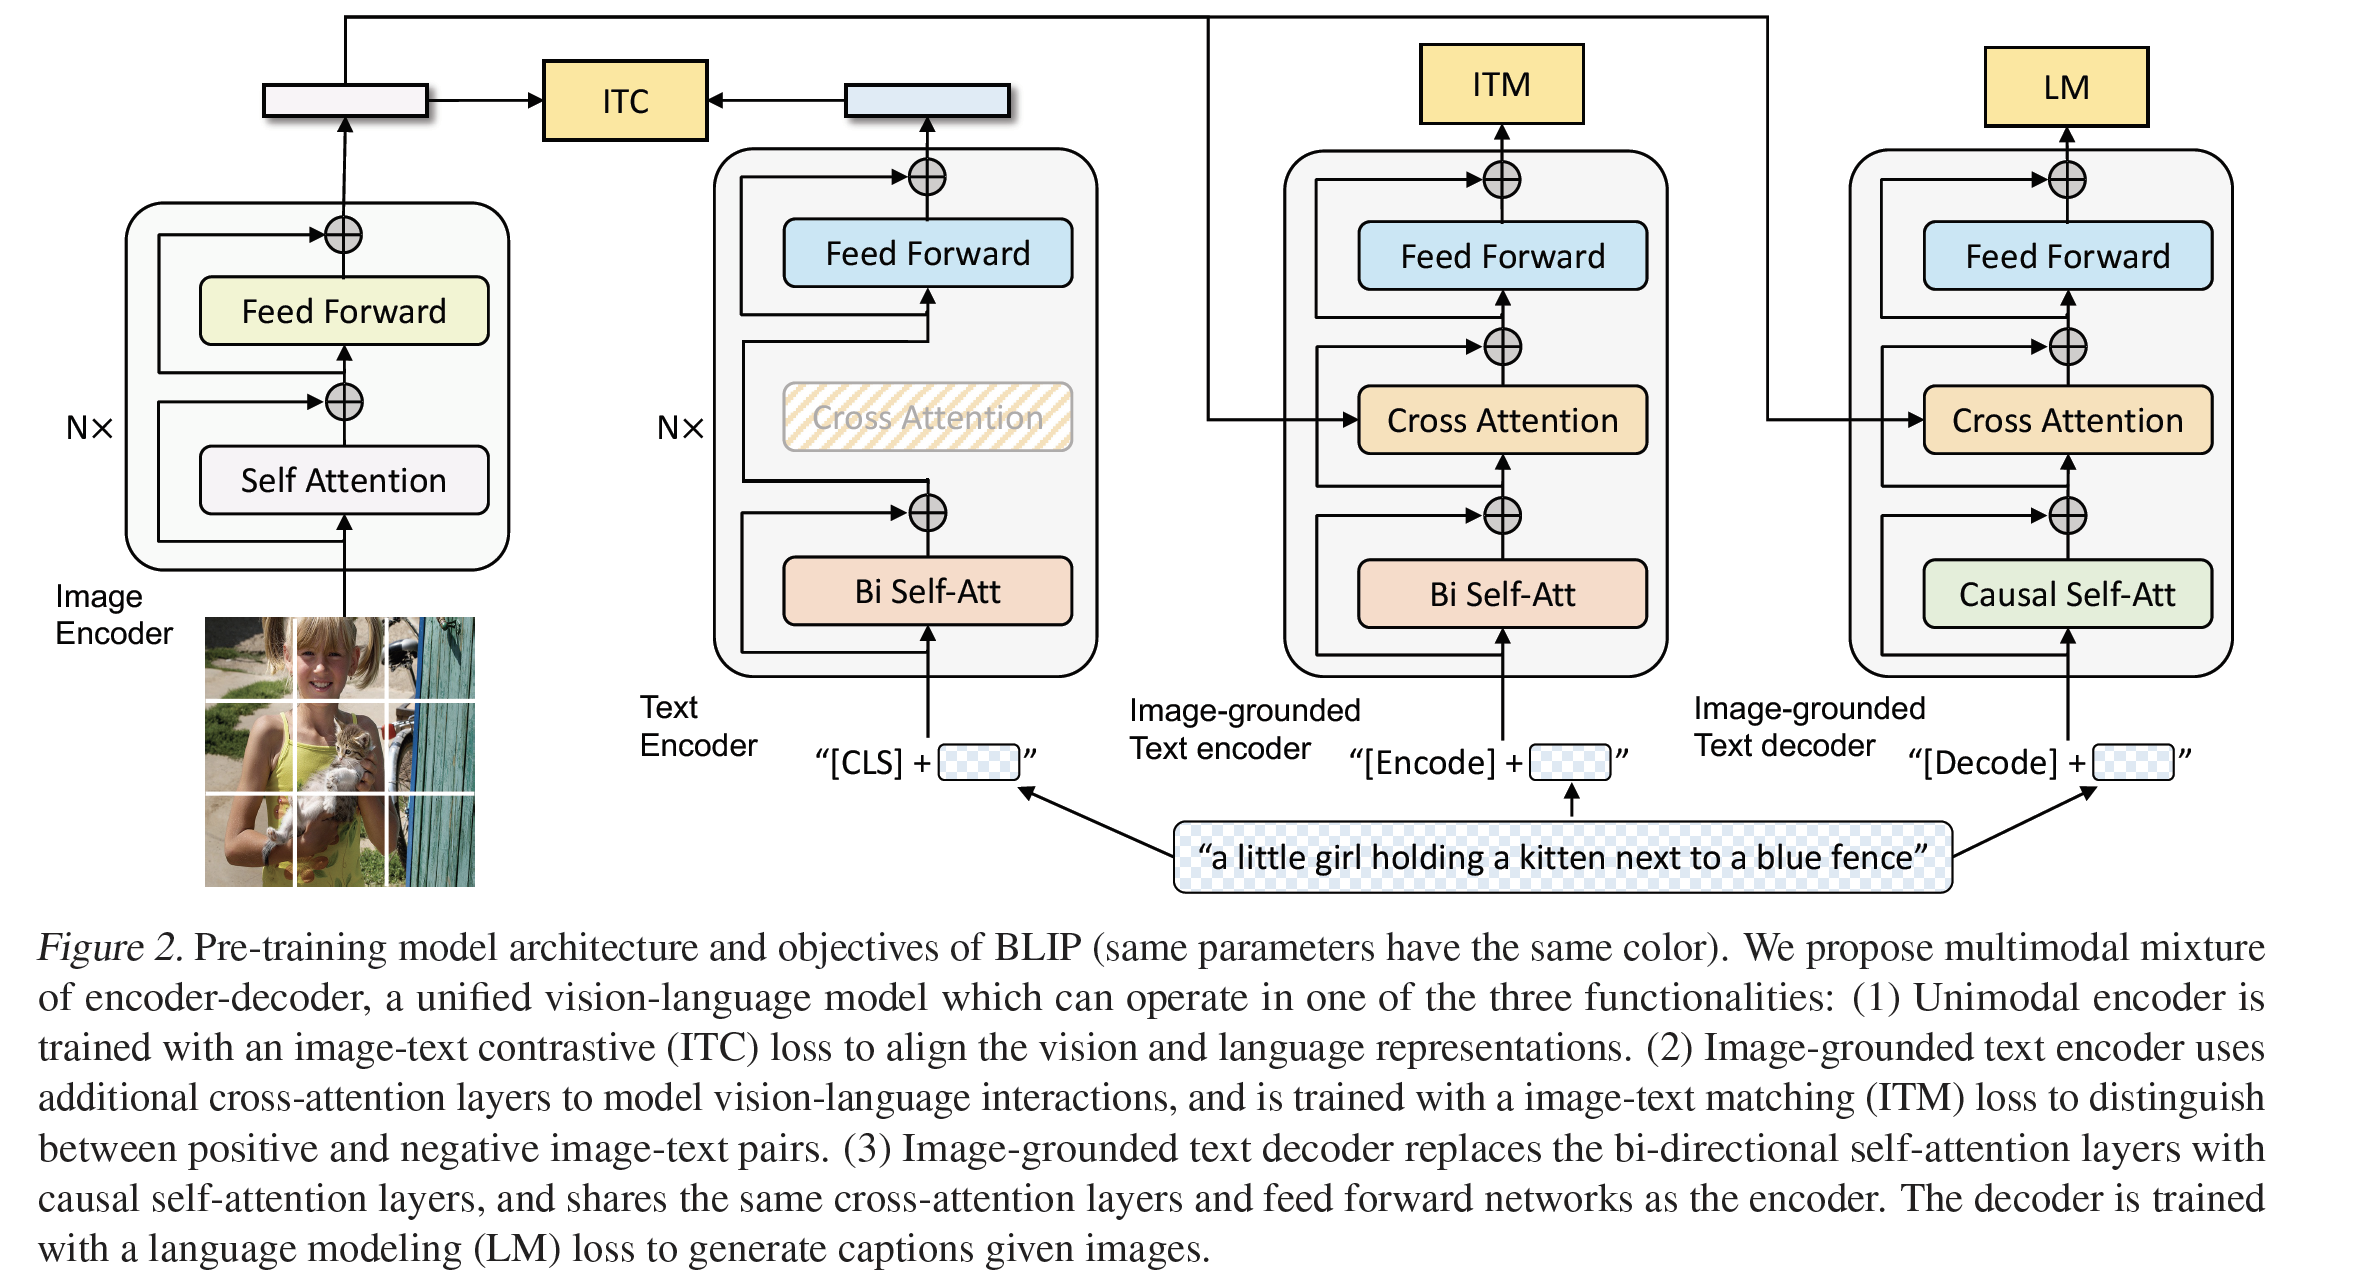 ITC
ITM
LM
Feed Forward
Self Attention
N×
Image
Encoder
Feed Forward
Cross Attention
Bi Self-Att
N×
Text
Encoder
“[CLS] + ”
Feed Forward
Cross Attention
Bi Self-Att
Image-grounded
Text encoder
“[Encode] + ”
Feed Forward
Cross Attention
Causal Self-Att
Image-grounded
Text decoder
“[Decode] + ”
“a little girl holding a kitten next to a blue fence”
Figure 2. Pre-training model architecture and objectives of BLIP (same parameters have the same color). We propose multimodal mixture
of encoder-decoder, a unified vision-language model which can operate in one of the three functionalities: (1) Unimodal encoder is
trained with an image-text contrastive (ITC) loss to align the vision and language representations. (2) Image-grounded text encoder uses
additional cross-attention layers to model vision-language interactions, and is trained with a image-text matching (ITM) loss to distinguish
between positive and negative image-text pairs. (3) Image-grounded text decoder replaces the bi-directional self-attention layers with
causal self-attention layers, and shares the same cross-attention layers and feed forward networks as the encoder. The decoder is trained
with a language modeling (LM) loss to generate captions given images.